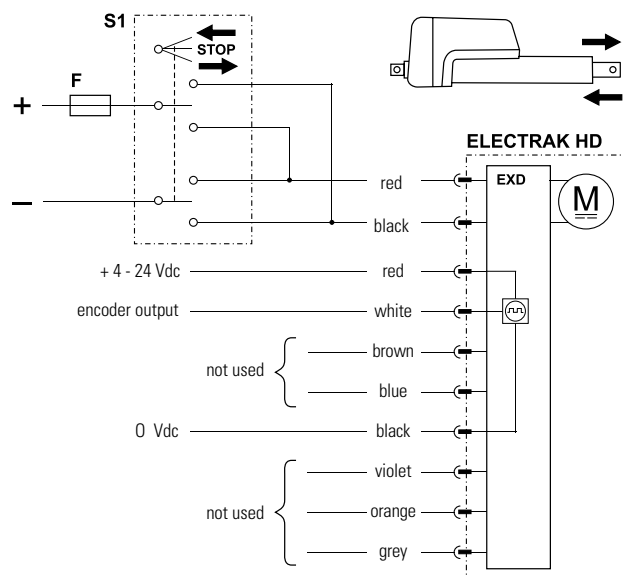 S1
STOP
F
+
–
ELECTRAK HD
EXD
M
red
black
+ 4 - 24 Vdc
red
encoder output
white
brown
not used
blue
0 Vdc
black
violet
not used
orange
grey